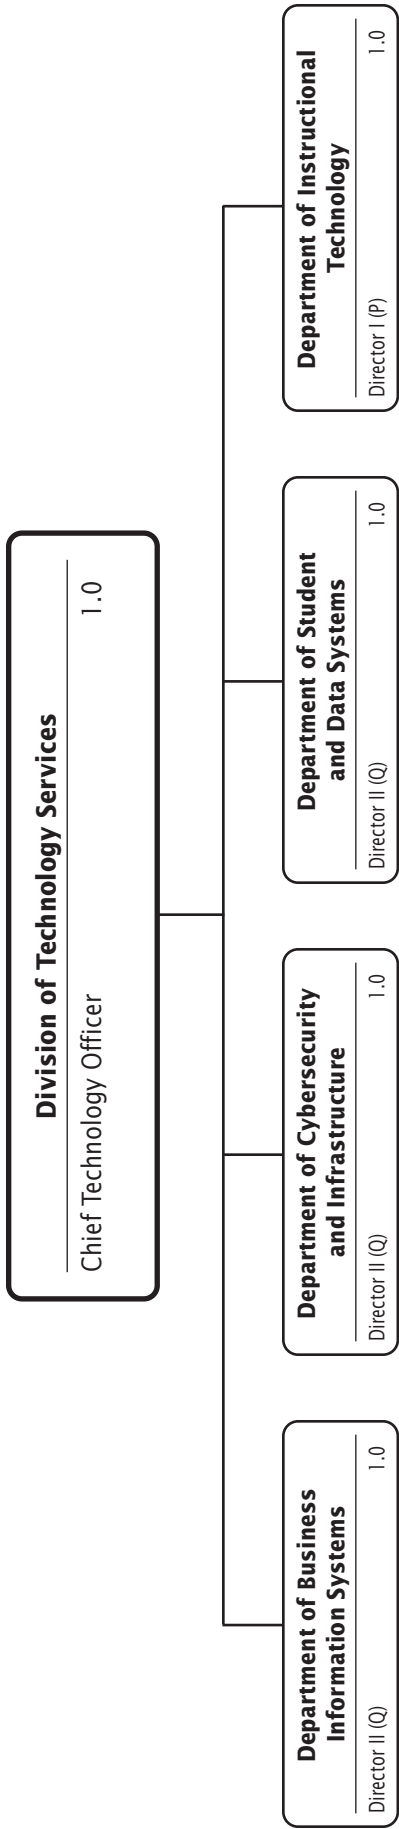 Division of Technology Services
Chief Technology Officer 1.0
Department of Business
Information Systems
Director II (Q) 1.0
Department of Cybersecurity
and Infrastructure
Director II (Q) 1.0
Department of Student
and Data Systems
Director II (Q) 1.0
Department of Instructional
Technology
Director I (P) 1.0